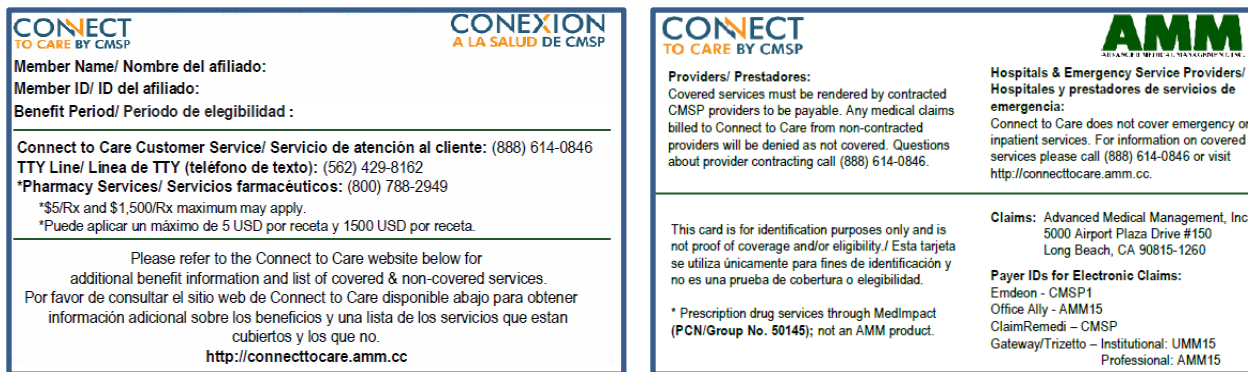 CONNECT
TO CARE BY CMSP
CONEXION
A LA SALUD DE CMSP
Member Name/ Nombre del afiliado:
Member ID/ ID del afiliado:
Benefit Period/ Período de elegibilidad :
Connect to Care Customer Service/ Servicio de atención al cliente: (888) 614-0846
TTY Line/ Línea de TTY (teléfono de texto): (562) 429-8162
*Pharmacy Services/ Servicios farmacéuticos: (800) 788-2949
*$5/Rx and $1,500/Rx maximum may apply.
*Puede aplicar un máximo de 5 USD por receta y 1500 USD por receta.
Please refer to the Connect to Care website below for
additional benefit information and list of covered & non-covered services.
Por favor de consultar el sitio web de Connect to Care disponible abajo para obtener
información adicional sobre los beneficios y una lista de los servicios que estan
cubiertos y los que no.
http://connecttocare.amm.cc
CONNECT
TO CARE BY CMSP
AMM
ADVANCED MEDICAL MANAGEMENT, INC.
Providers/ Prestadores:
Covered services must be rendered by contracted
CMSP providers to be payable. Any medical claims
billed to Connect to Care from non-contracted
providers will be denied as not covered. Questions
about provider contracting call (888) 614-0846.
Hospitals & Emergency Service Providers/
Hospitales y prestadores de servicios de
emergencia:
Connect to Care does not cover emergency or
inpatient services. For information on covered
services please call (888) 614-0846 or visit
http://connecttocare.amm.cc.
This card is for identification purposes only and is
not proof of coverage and/or eligibility./ Esta tarjeta
se utiliza únicamente para fines de identificación y
no es una prueba de cobertura o elegibilidad.
* Prescription drug services through MedImpact
(PCN/Group No. 50145); not an AMM product.
Claims: Advanced Medical Management, Inc
5000 Airport Plaza Drive #150
Long Beach, CA 90815-1260
Payer IDs for Electronic Claims:
Emdeon - CMSP1
Office Ally - AMM15
ClaimRemedi – CMSP
Gateway/Trizetto – Institutional: UMM15
Professional: AMM15